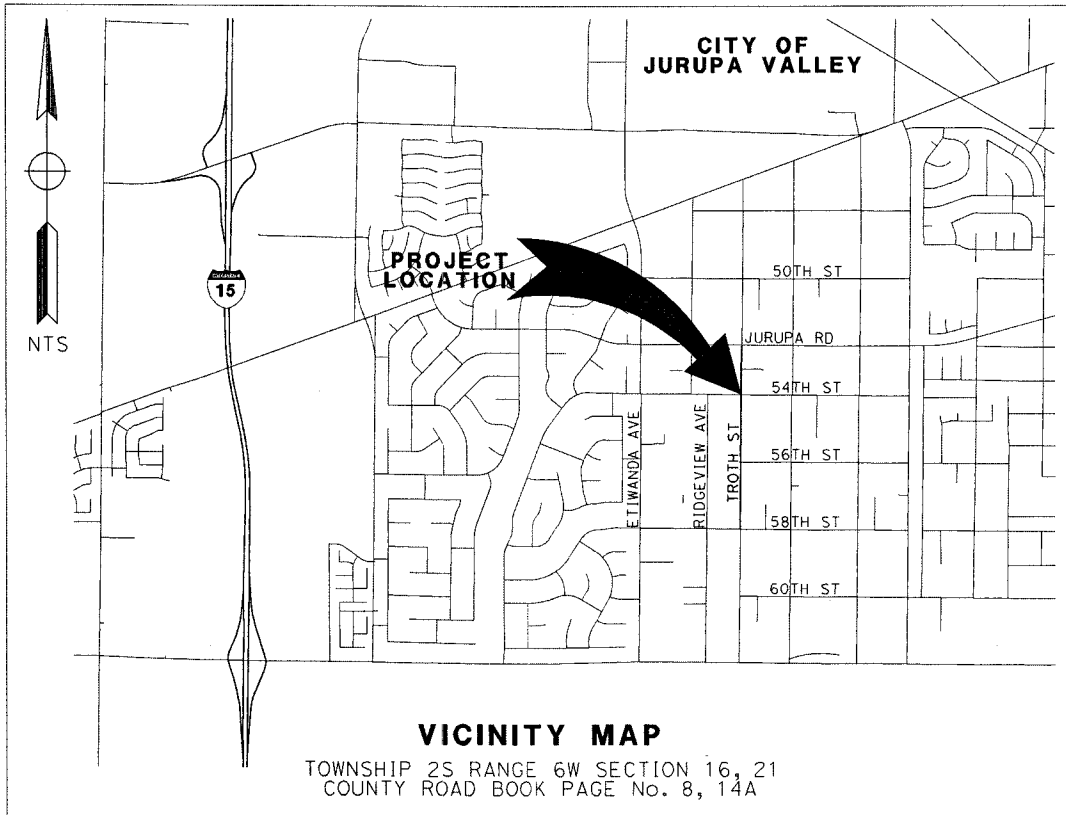 CITY OF
JURUPA VALLEY
NTS
15
PROJECT
LOCATION
50TH ST
JURUPA RD
54TH ST
ETIWANDA AVE
RIDGEVIEW AVE
TROTH ST
56TH ST
58TH ST
60TH ST
VICINITY MAP
TOWNSHIP 2S RANGE 6W SECTION 16, 21
COUNTY ROAD BOOK PAGE No. 8, 14A